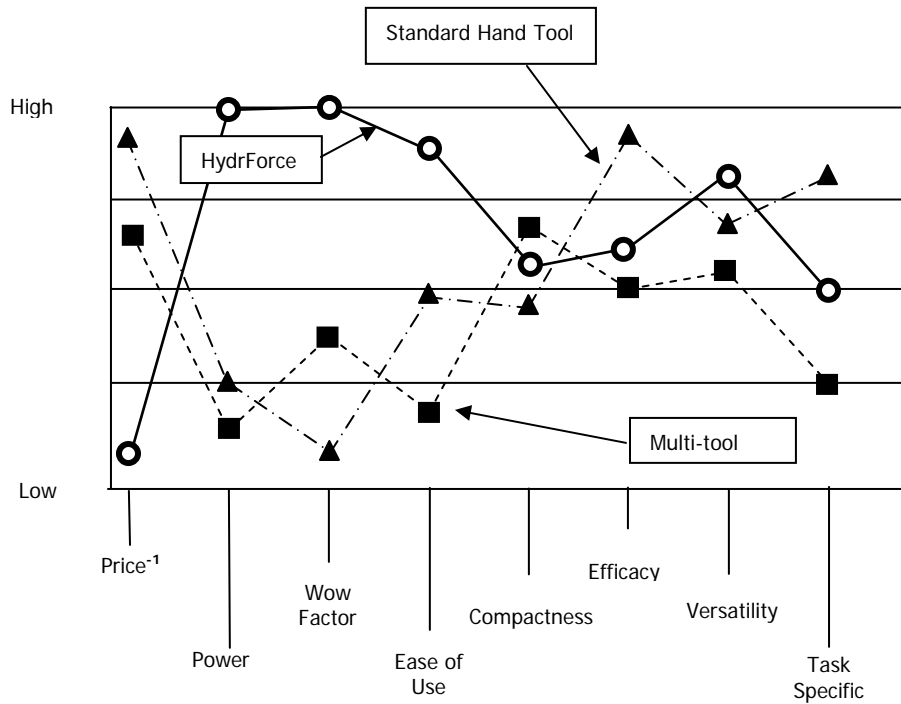 Standard Hand Tool
High
HydrForce
Multi-tool
Low
Price⁻¹
Power
Wow
Factor
Ease of
Use
Compactness
Efficacy
Versatility
Task
Specific